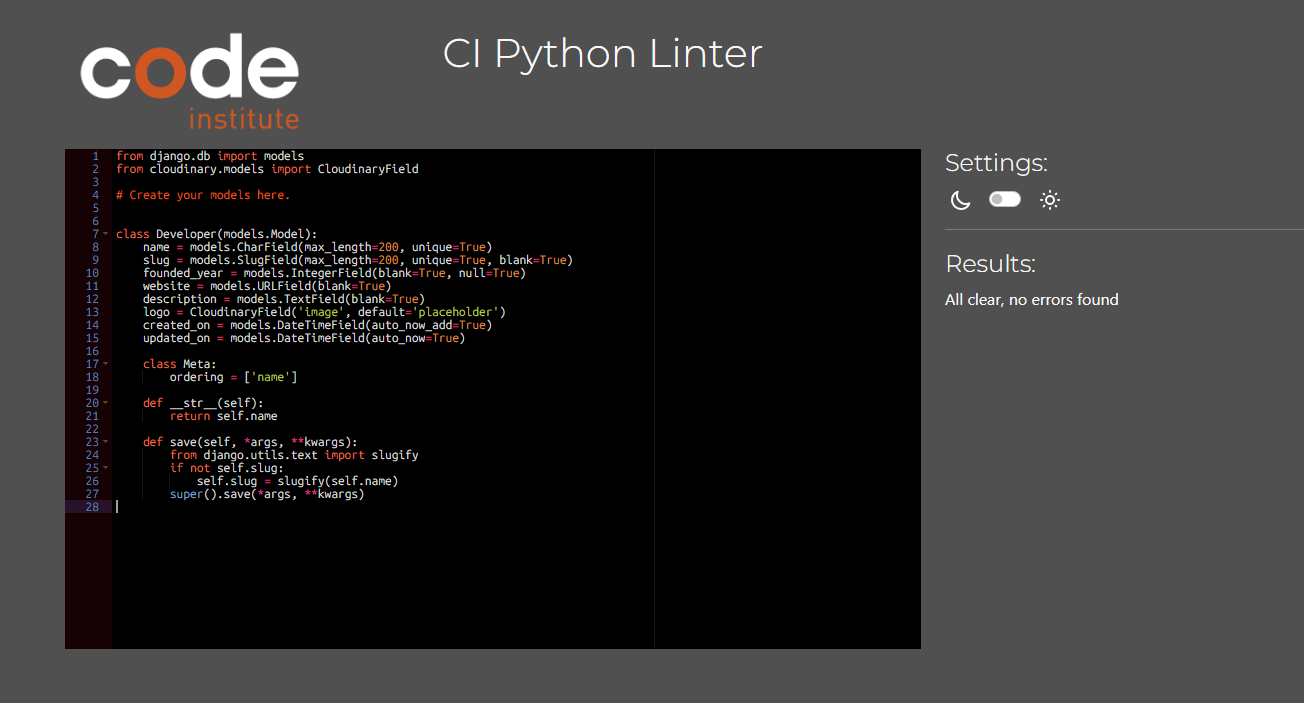 code
institute
CI Python Linter
1 from django.db import models
2 from cloudinary.models import CloudinaryField
3
4 # Create your models here.
5
6
7 class Developer(models.Model):
8     name = models.CharField(max_length=200, unique=True)
9     slug = models.SlugField(max_length=200, unique=True, blank=True)
10     founded_year = models.IntegerField(blank=True, null=True)
11     website = models.URLField(blank=True)
12     description = models.TextField(blank=True)
13     logo = CloudinaryField('image', default='placeholder')
14     created_on = models.DateTimeField(auto_now_add=True)
15     updated_on = models.DateTimeField(auto_now=True)
16
17     class Meta:
18         ordering = ['name']
19
20     def __str__(self):
21         return self.name
22
23     def save(self, *args, **kwargs):
24         from django.utils.text import slugify
25         if not self.slug:
26             self.slug = slugify(self.name)
27         super().save(*args, **kwargs)
28
Settings:
Results:
All clear, no errors found